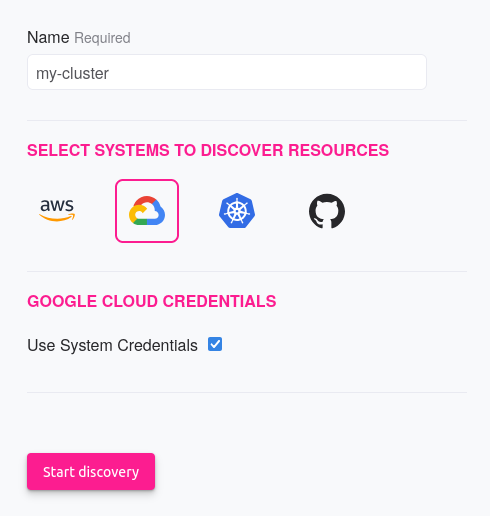 Name Required
my-cluster
SELECT SYSTEMS TO DISCOVER RESOURCES
aws
GOOGLE CLOUD CREDENTIALS
Use System Credentials
Start discovery